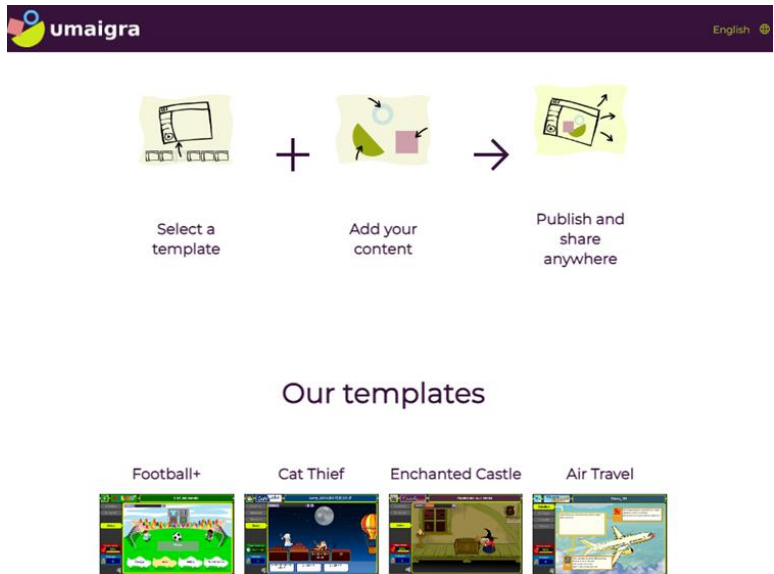 umaigra
English
Select a
template
Add your
content
Publish and
share
anywhere
Our templates
Football+
Cat Thief
Enchanted Castle
Air Travel